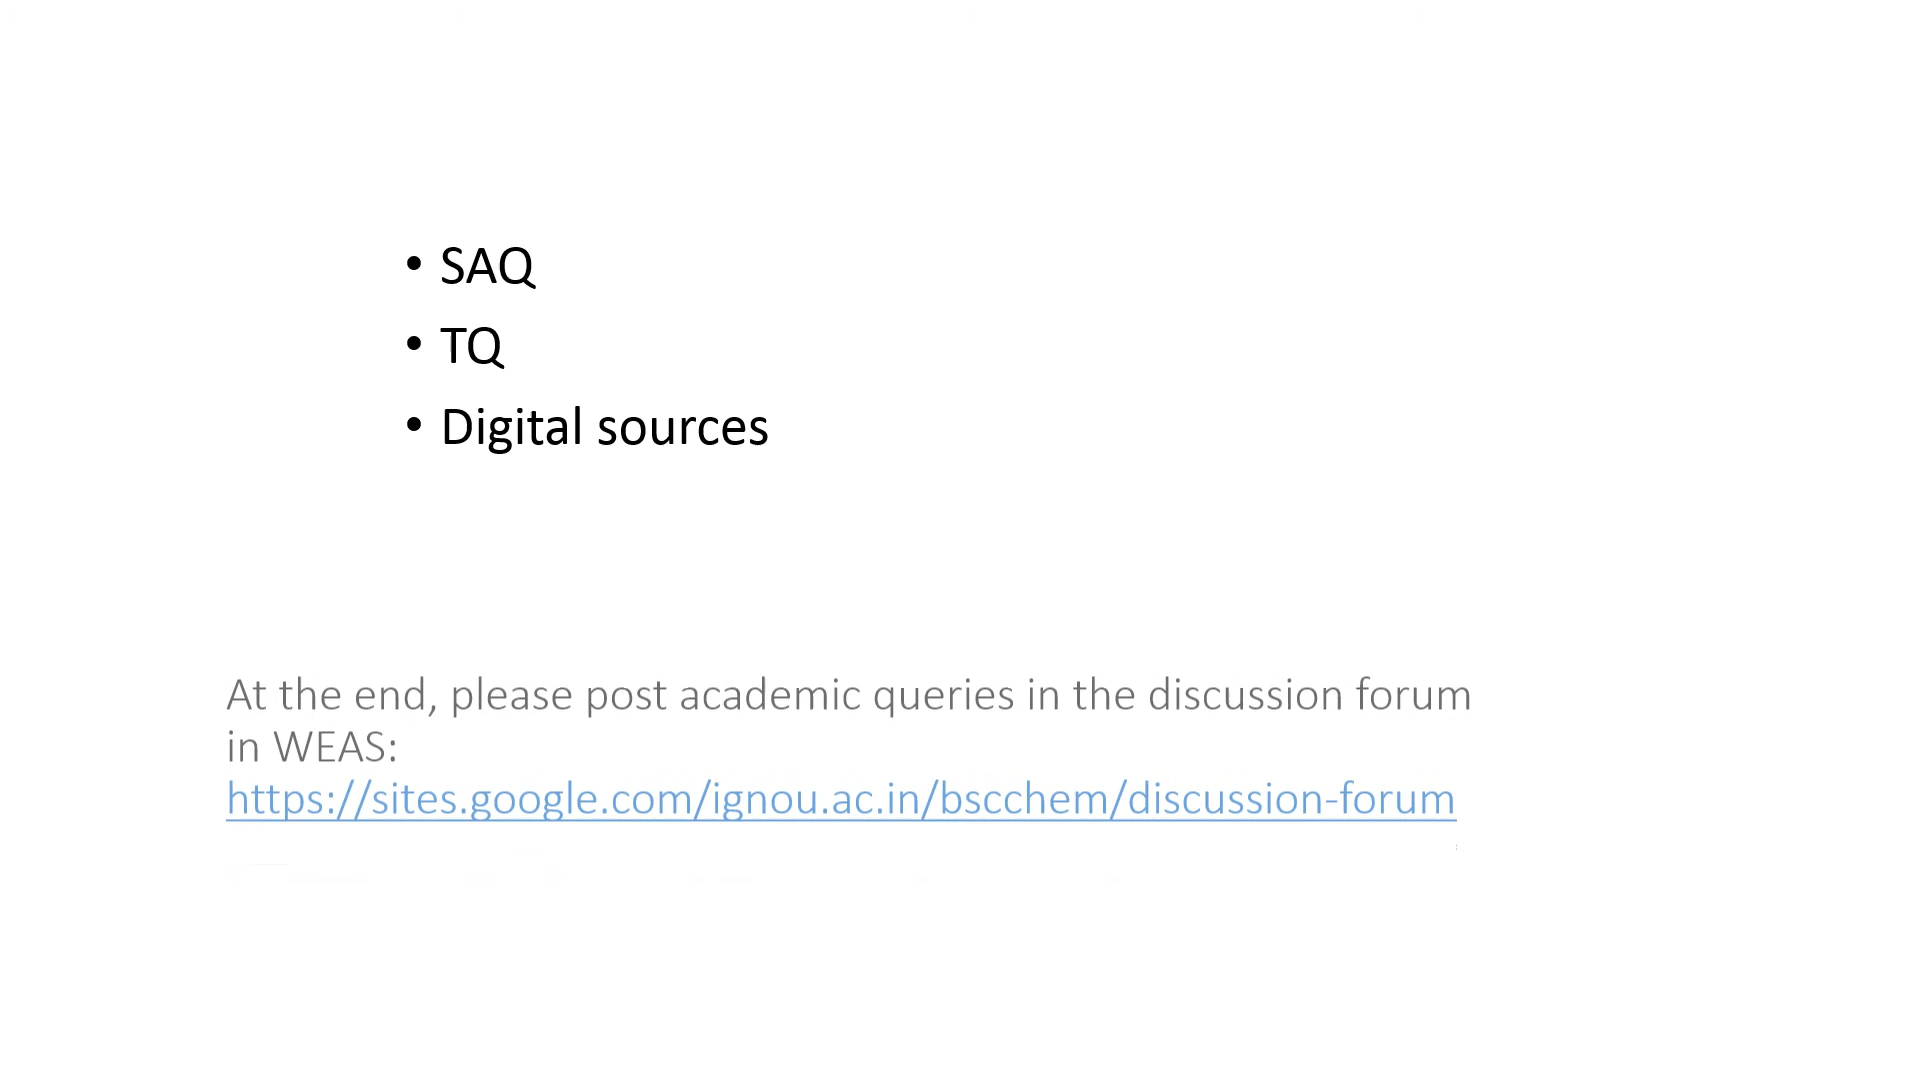 • SAQ
• TQ
• Digital sources
At the end, please post academic queries in the discussion forum
in WEAS:
https://sites.google.com/ignou.ac.in/bscchem/discussion-forum